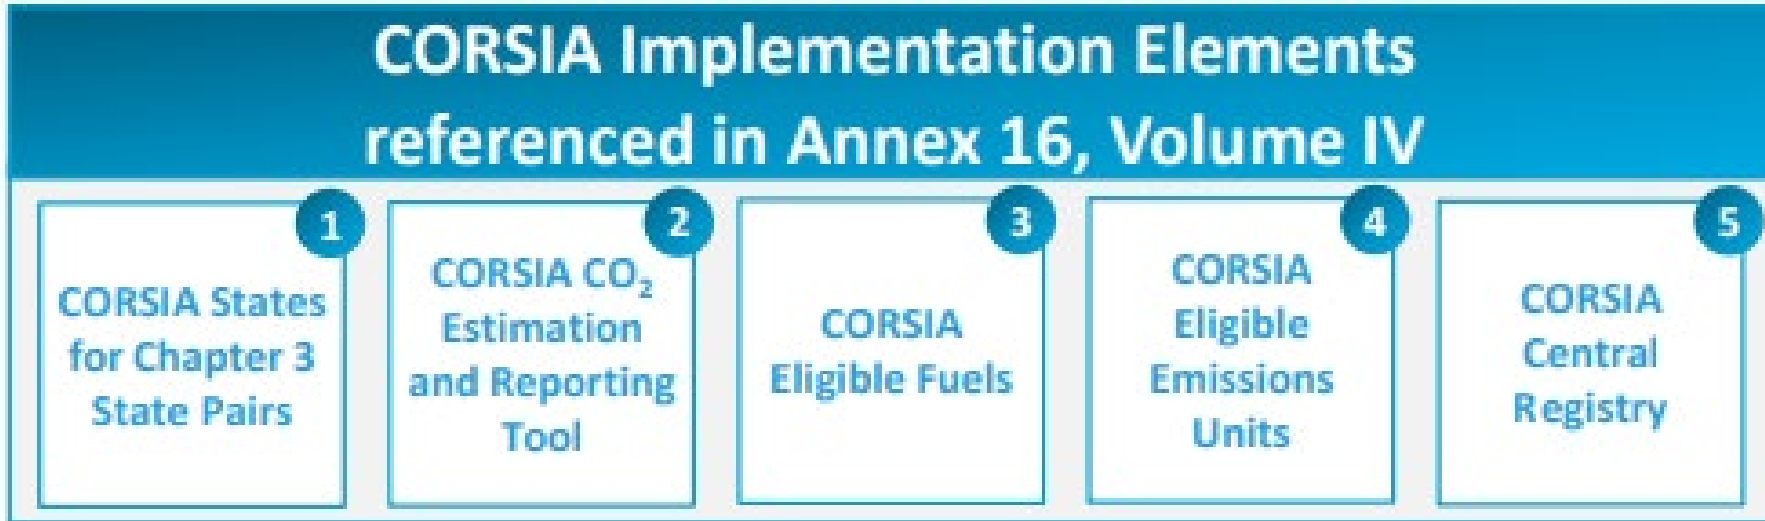 CORSIA Implementation Elements
referenced in Annex 16, Volume IV
1
CORSIA States
for Chapter 3
State Pairs
2
CORSIA CO₂
Estimation
and Reporting
Tool
3
CORSIA
Eligible Fuels
4
CORSIA
Eligible
Emissions
Units
5
CORSIA
Central
Registry